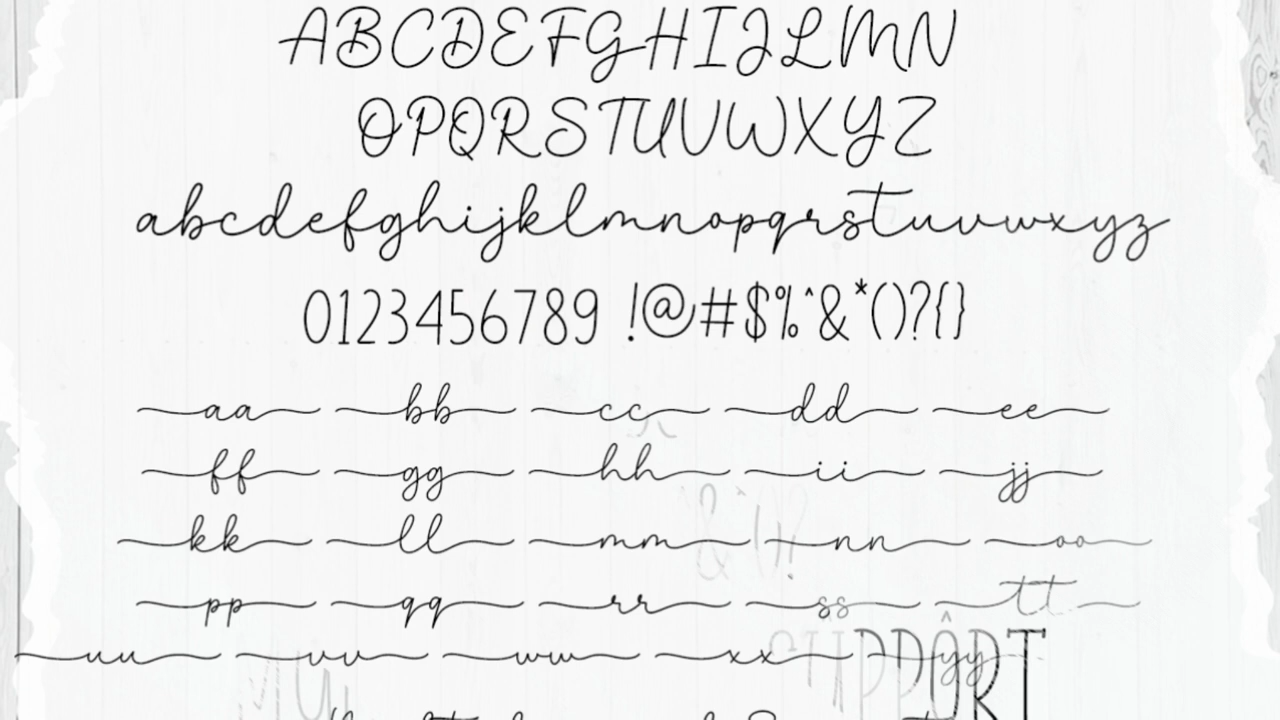 ABCDEFGHIJLMN
OPQRSTUVWXYZ
abcdefghijklmnopqrstuvwxyz
0123456789 !@#$%^&*()?{}
aa bb cc dd ee
ff gg hh ii jj
kk ll mm nn oo
pp qq rr ss tt
uu vv ww xx yy
SUPPORT